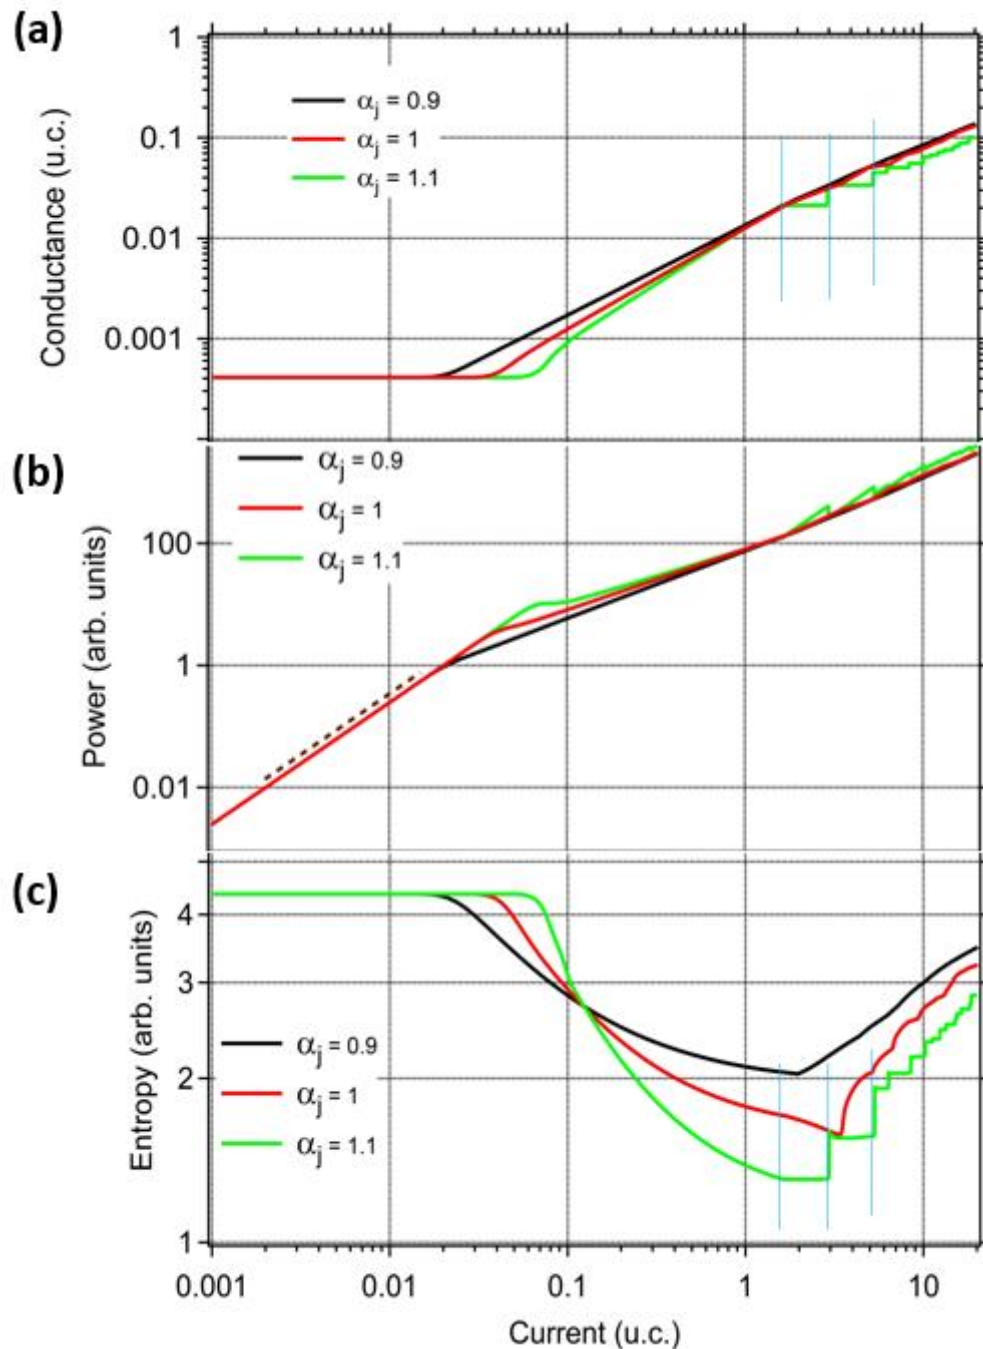 (a)
1
0.1
0.01
0.001
Conductance (u.c.)
αj = 0.9
αj = 1
αj = 1.1
(b)
100
1
0.01
Power (arb. units)
αj = 0.9
αj = 1
αj = 1.1
(c)
4
3
2
1
Entropy (arb. units)
αj = 0.9
αj = 1
αj = 1.1
0.001 0.01 0.1 1 10
Current (u.c.)